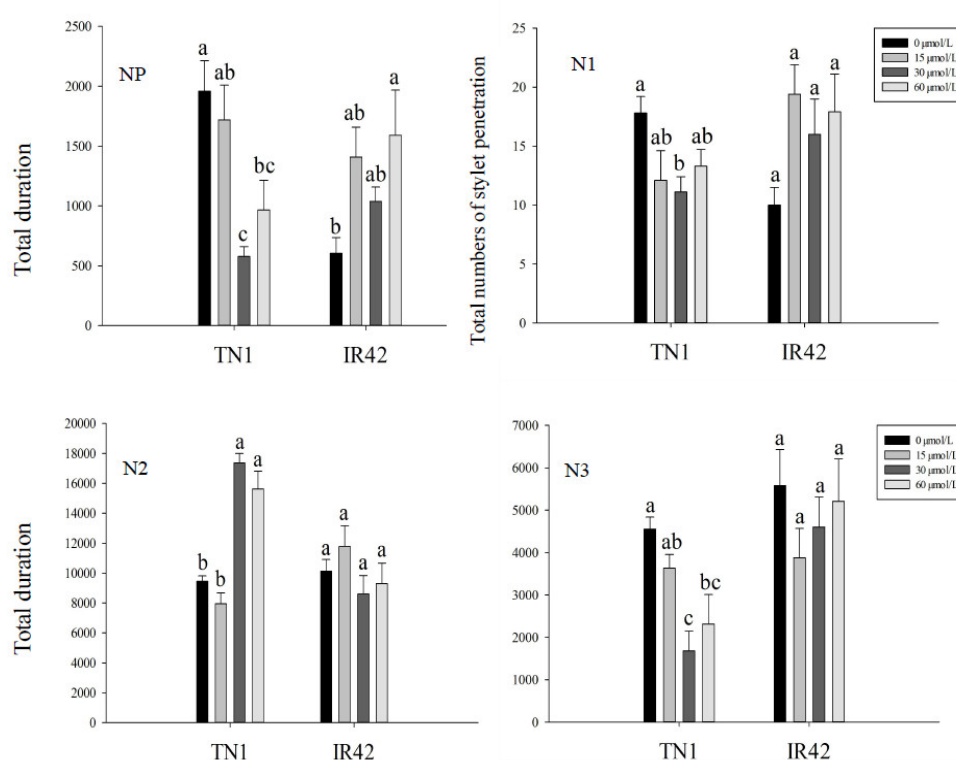 NP
Total duration
2500
2000
1500
1000
500
0
a
ab
c
bc
b
ab
ab
a
TN1 IR42
N1
Total numbers of stylet penetration
25
20
15
10
5
0
a
ab
b
ab
a
a
a
a
TN1 IR42
0 μmol/L
15 μmol/L
30 μmol/L
60 μmol/L
N2
Total duration
20000
18000
16000
14000
12000
10000
8000
6000
4000
2000
0
b
b
a
a
a
a
a
a
TN1 IR42
N3
7000
6000
5000
4000
3000
2000
1000
0
a
ab
c
bc
a
a
a
a
TN1 IR42
0 μmol/L
15 μmol/L
30 μmol/L
60 μmol/L